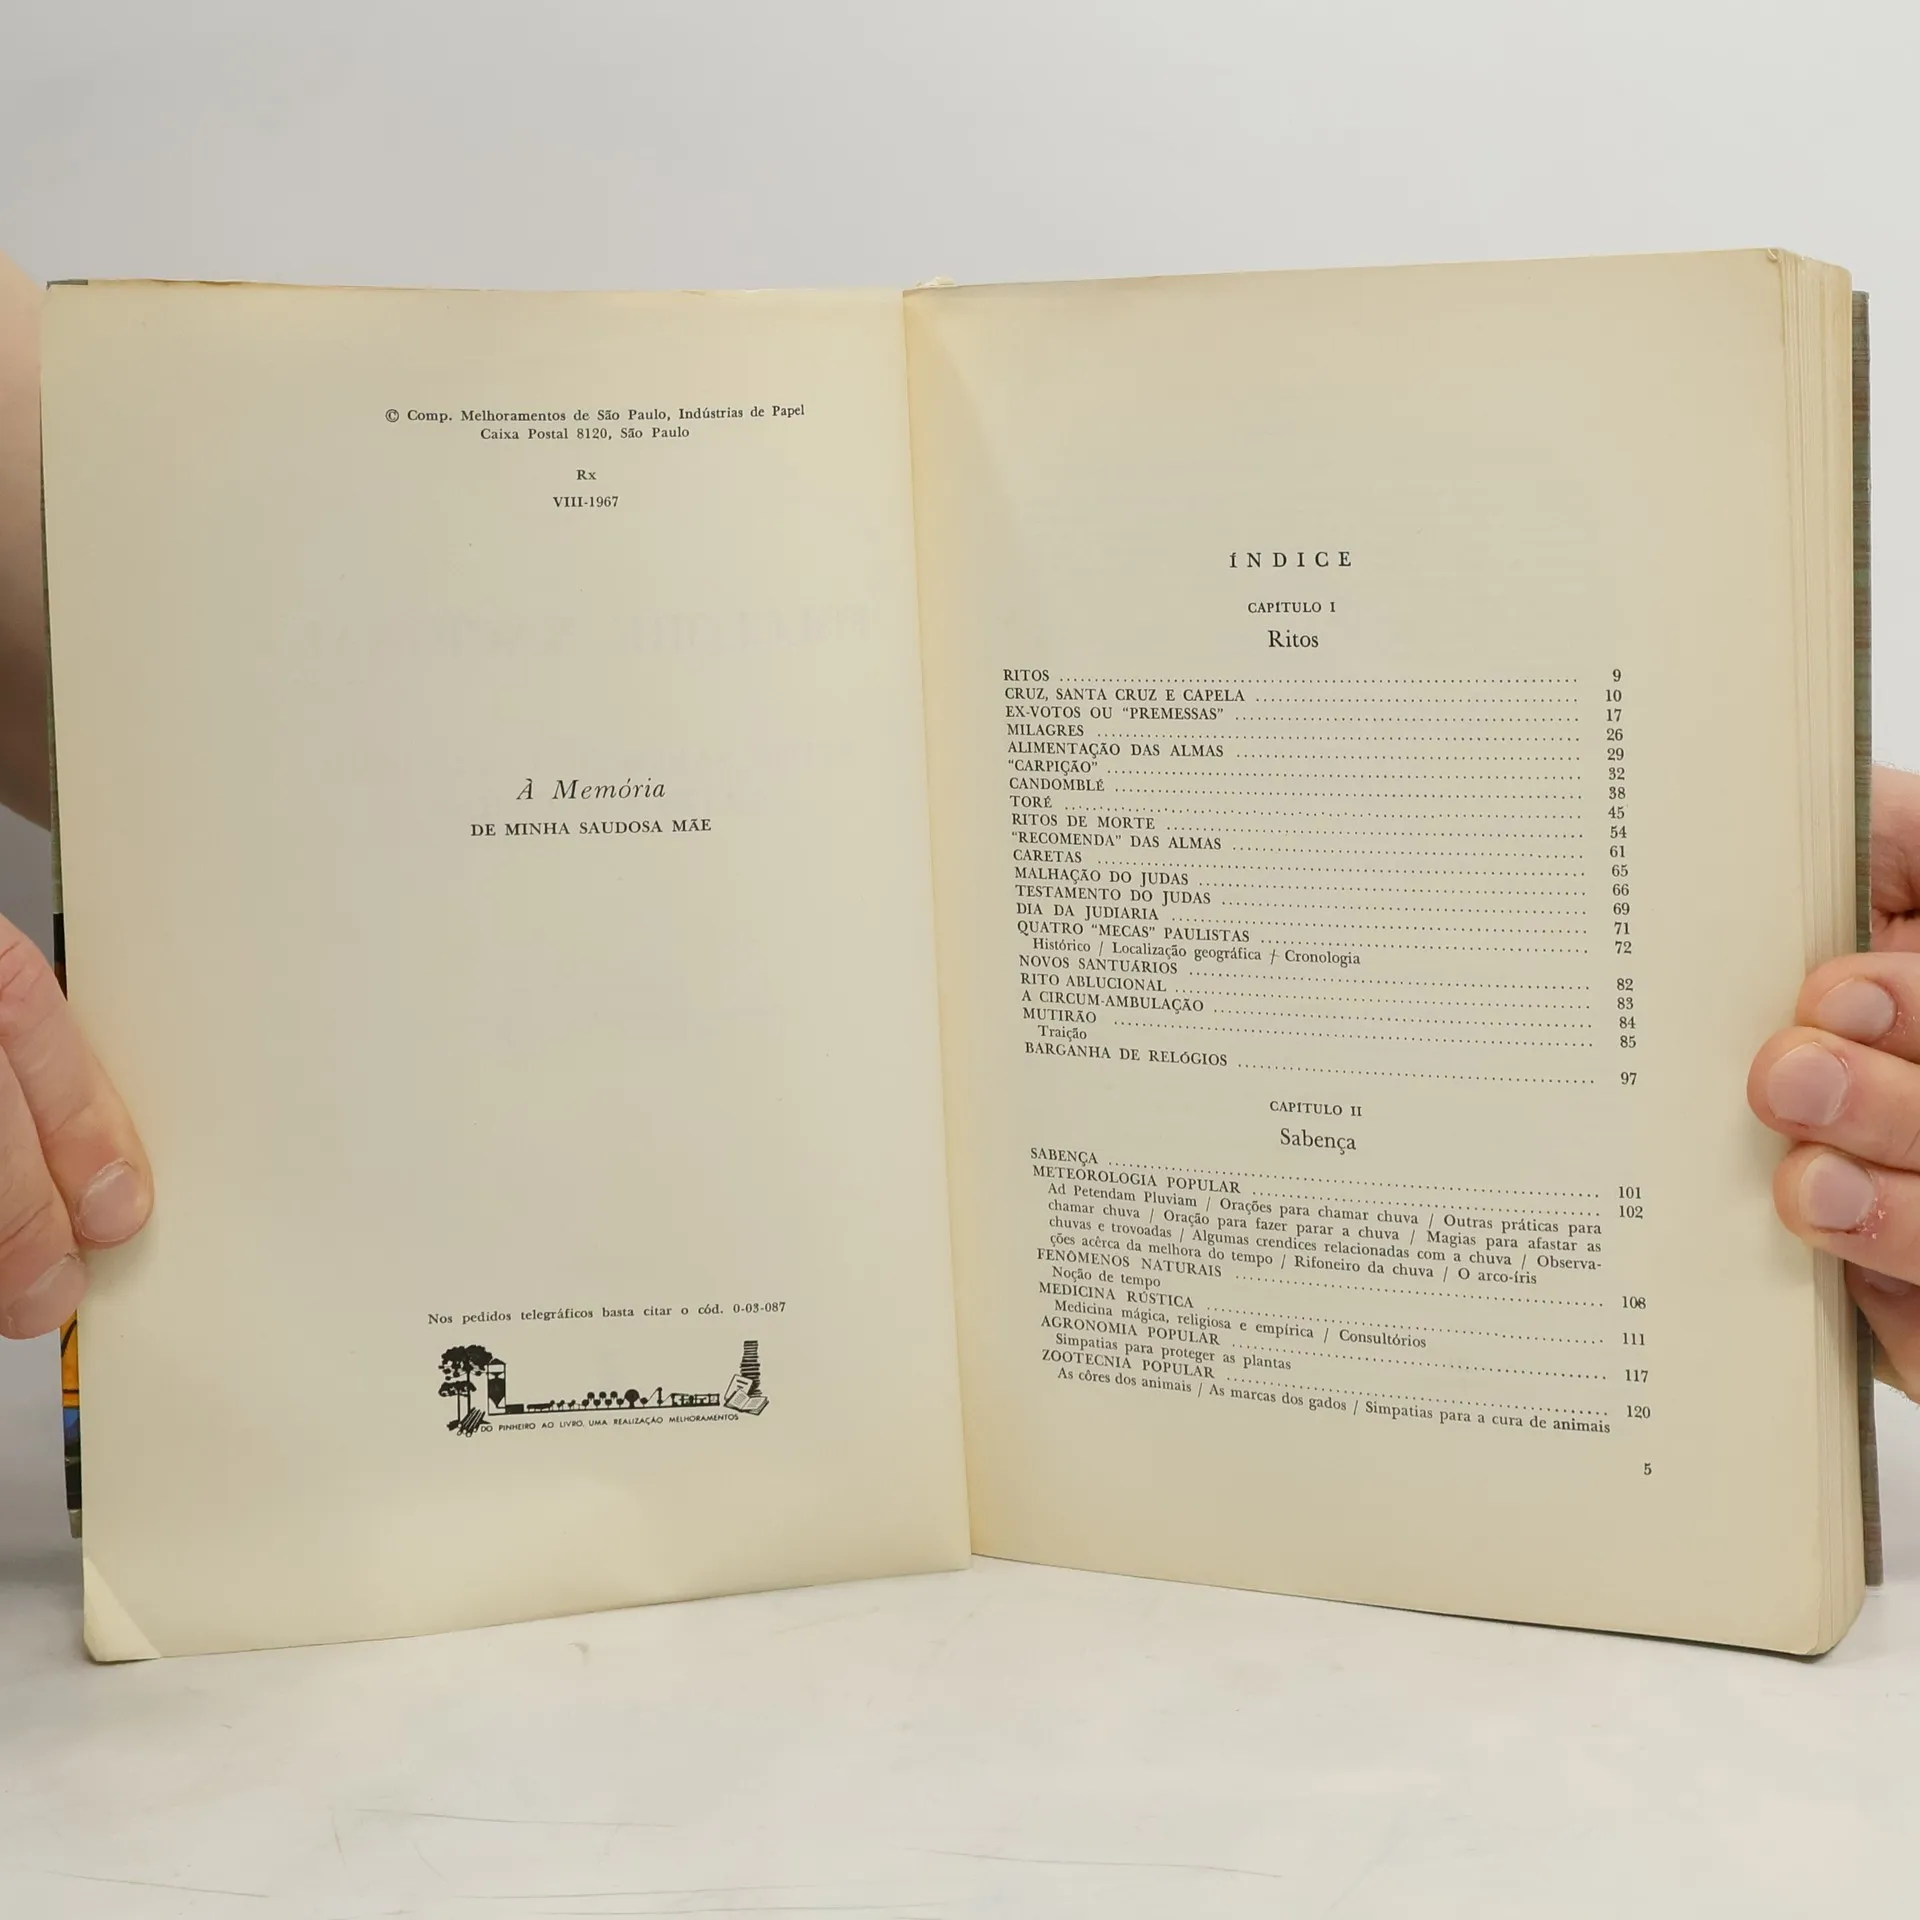 © Comp. Melhoramentos de São Paulo, Indústrias de Papel
Caixa Postal 8120, São Paulo
Rx
VIII-1967
À Memória
DE MINHA SAUDOSA MÃE
Nos pedidos telegráficos basta citar o cód. 0-03-087
DO PINHEIRO AO LIVRO, UMA REALIZAÇÃO MELHORAMENTOS
ÍNDICE
CAPÍTULO I
Ritos
RITOS 9
CRUZ, SANTA CRUZ E CAPELA 10
EX-VOTOS OU “PREMESSAS” 17
MILAGRES 26
ALIMENTAÇÃO DAS ALMAS 29
“CARPIÇÃO” 32
CANDOMBLÉ 38
TORÉ 45
RITOS DE MORTE 54
“RECOMENDA” DAS ALMAS 61
CARETAS 65
MALHAÇÃO DO JUDAS 66
TESTAMENTO DO JUDAS 69
DIA DA JUDIARIA 71
QUATRO “MECAS” PAULISTAS 72
Histórico / Localização geográfica / Cronologia
NOVOS SANTUÁRIOS 82
RITO ABLUCIONAL 83
A CIRCUM-AMBULAÇÃO 84
MUTIRÃO 85
Traição
BARGANHA DE RELÓGIOS 97
CAPÍTULO II
Sabença
SABENÇA 101
METEOROLOGIA POPULAR 102
Ad Petendam Pluviam / Orações para chamar chuva / Outras práticas para
chamar chuva / Oração para fazer parar a chuva / Magias para afastar as
chuvas e trovoadas / Algumas crendices relacionadas com a chuva / Observa-
ções acêrca da melhora do tempo / Rifoneiro da chuva / O arco-íris
FENÔMENOS NATURAIS 108
Noção de tempo
MEDICINA RÚSTICA 111
Medicina mágica, religiosa e empírica / Consultórios
AGRONOMIA POPULAR 117
Simpatias para proteger as plantas
ZOOTECNIA POPULAR 120
As côres dos animais / As marcas dos gados / Simpatias para a cura de animais
5